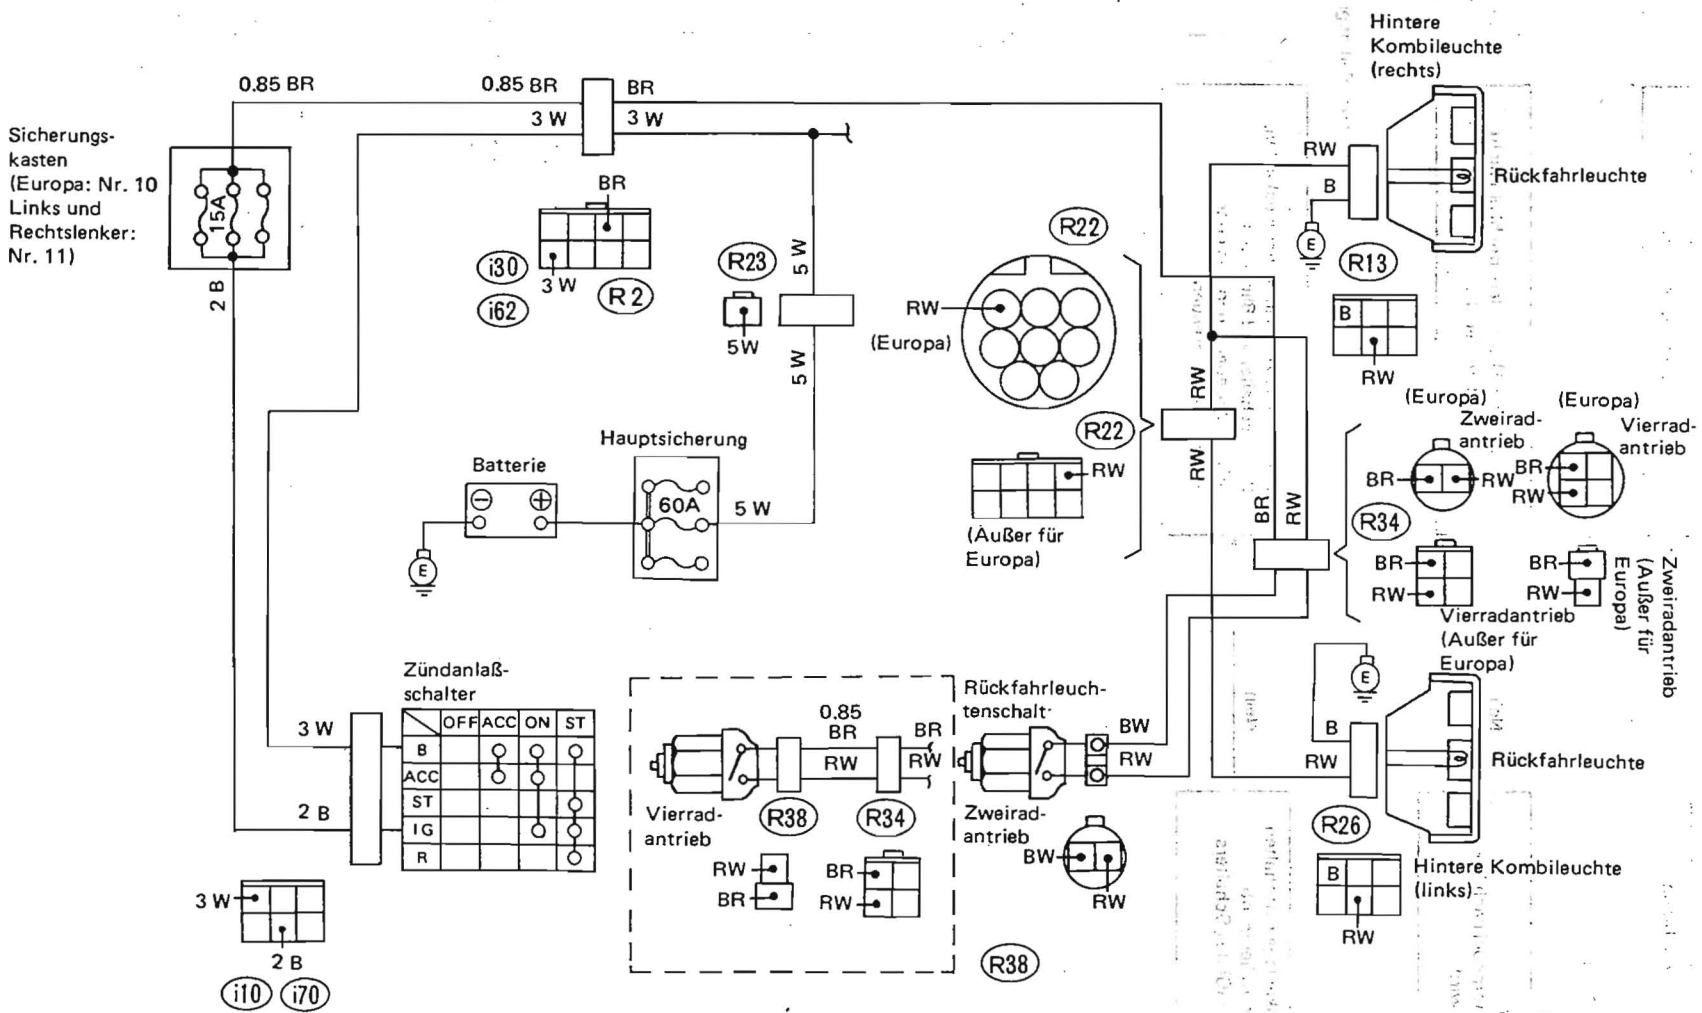 Hintere
Kombileuchte
(rechts)
0.85 BR
0.85 BR
BR
3 W
3 W
Sicherungs-
kasten
(Europa: Nr. 10
Links und
Rechtslenker:
Nr. 11)
15A
2 B
BR
i30
i62
3 W
R2
R23
5W
5 W
5 W
R22
RW
(Europa)
R22
RW
(Außer für
Europa)
RW
RW
RW
B
E
Rückfahrleuchte
R13
B
RW
(Europa)
Zweirad-
antrieb
BR
RW
(Europa)
Vierrad-
antrieb
BR
RW
R34
BR
RW
BR
RW
Vierradantrieb
(Außer für
Europa)
BR
RW
Zweiradantrieb
(Außer für
Europa)
Hauptsicherung
60A
5 W
Batterie
E
Zündanlaß-
schalter
3 W
2 B
OFF ACC ON ST
B
ACC
ST
IG
R
3 W
2 B
i10
i70
0.85
BR
BR
RW
RW
Vierrad-
antrieb
R38
R34
RW
BR
BR
RW
Rückfahrleuch-
tenschalt
BW
RW
Zweirad-
antrieb
BW
RW
R38
E
B
RW
Rückfahrleuchte
R26
B
RW
Hintere Kombileuchte
(links)